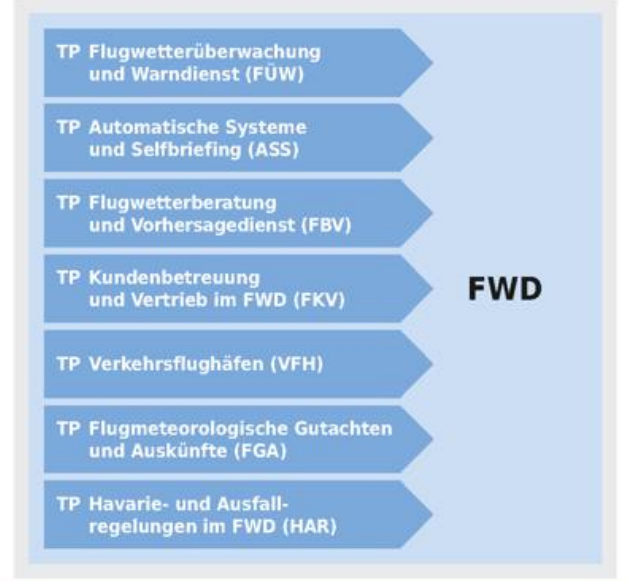 TP Flugwetterüberwachung
und Warndienst (FÜW)
TP Automatische Systeme
und Selfbriefing (ASS)
TP Flugwetterberatung
und Vorhersagedienst (FBV)
TP Kundenbetreuung
und Vertrieb im FWD (FKV)
FWD
TP Verkehrsflughäfen (VFH)
TP Flugmeteorologische Gutachten
und Auskünfte (FGA)
TP Havarie- und Ausfall-
regelungen im FWD (HAR)